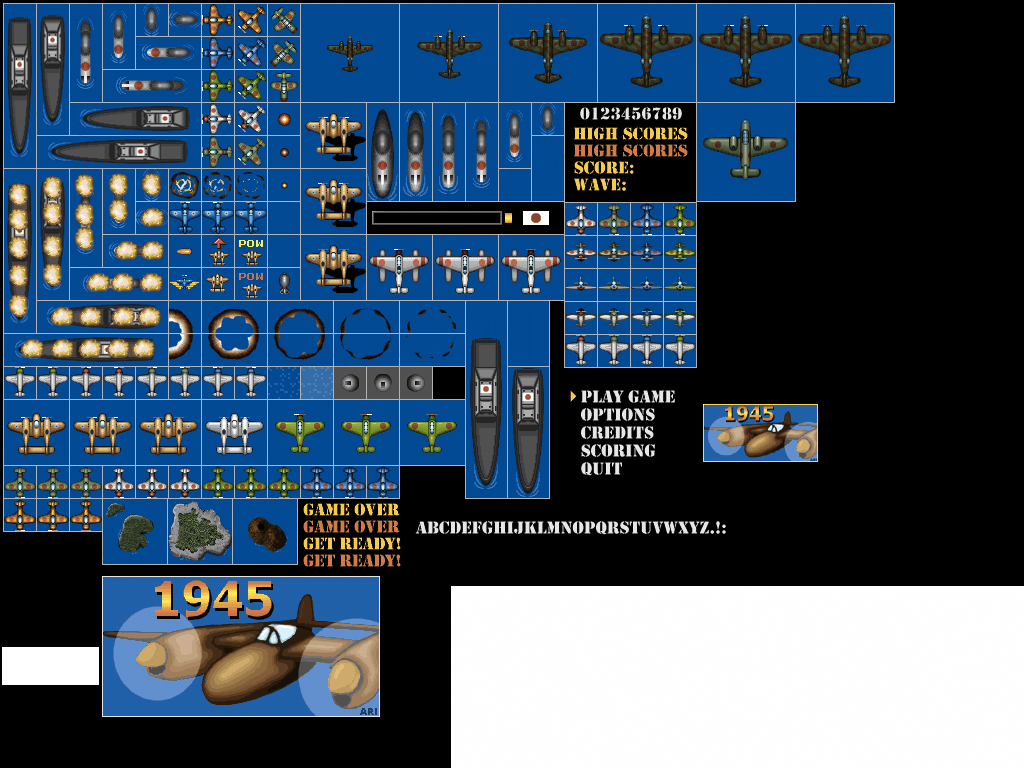 0123456789
HIGH SCORES
HIGH SCORES
SCORE:
WAVE:
POW
POW
PLAY GAME
OPTIONS
CREDITS
SCORING
QUIT
1945
GAME OVER
GAME OVER
GET READY!
GET READY!
ABCDEFGHIJKLMNOPQRSTUVWXYZ.!:
1945
ARI